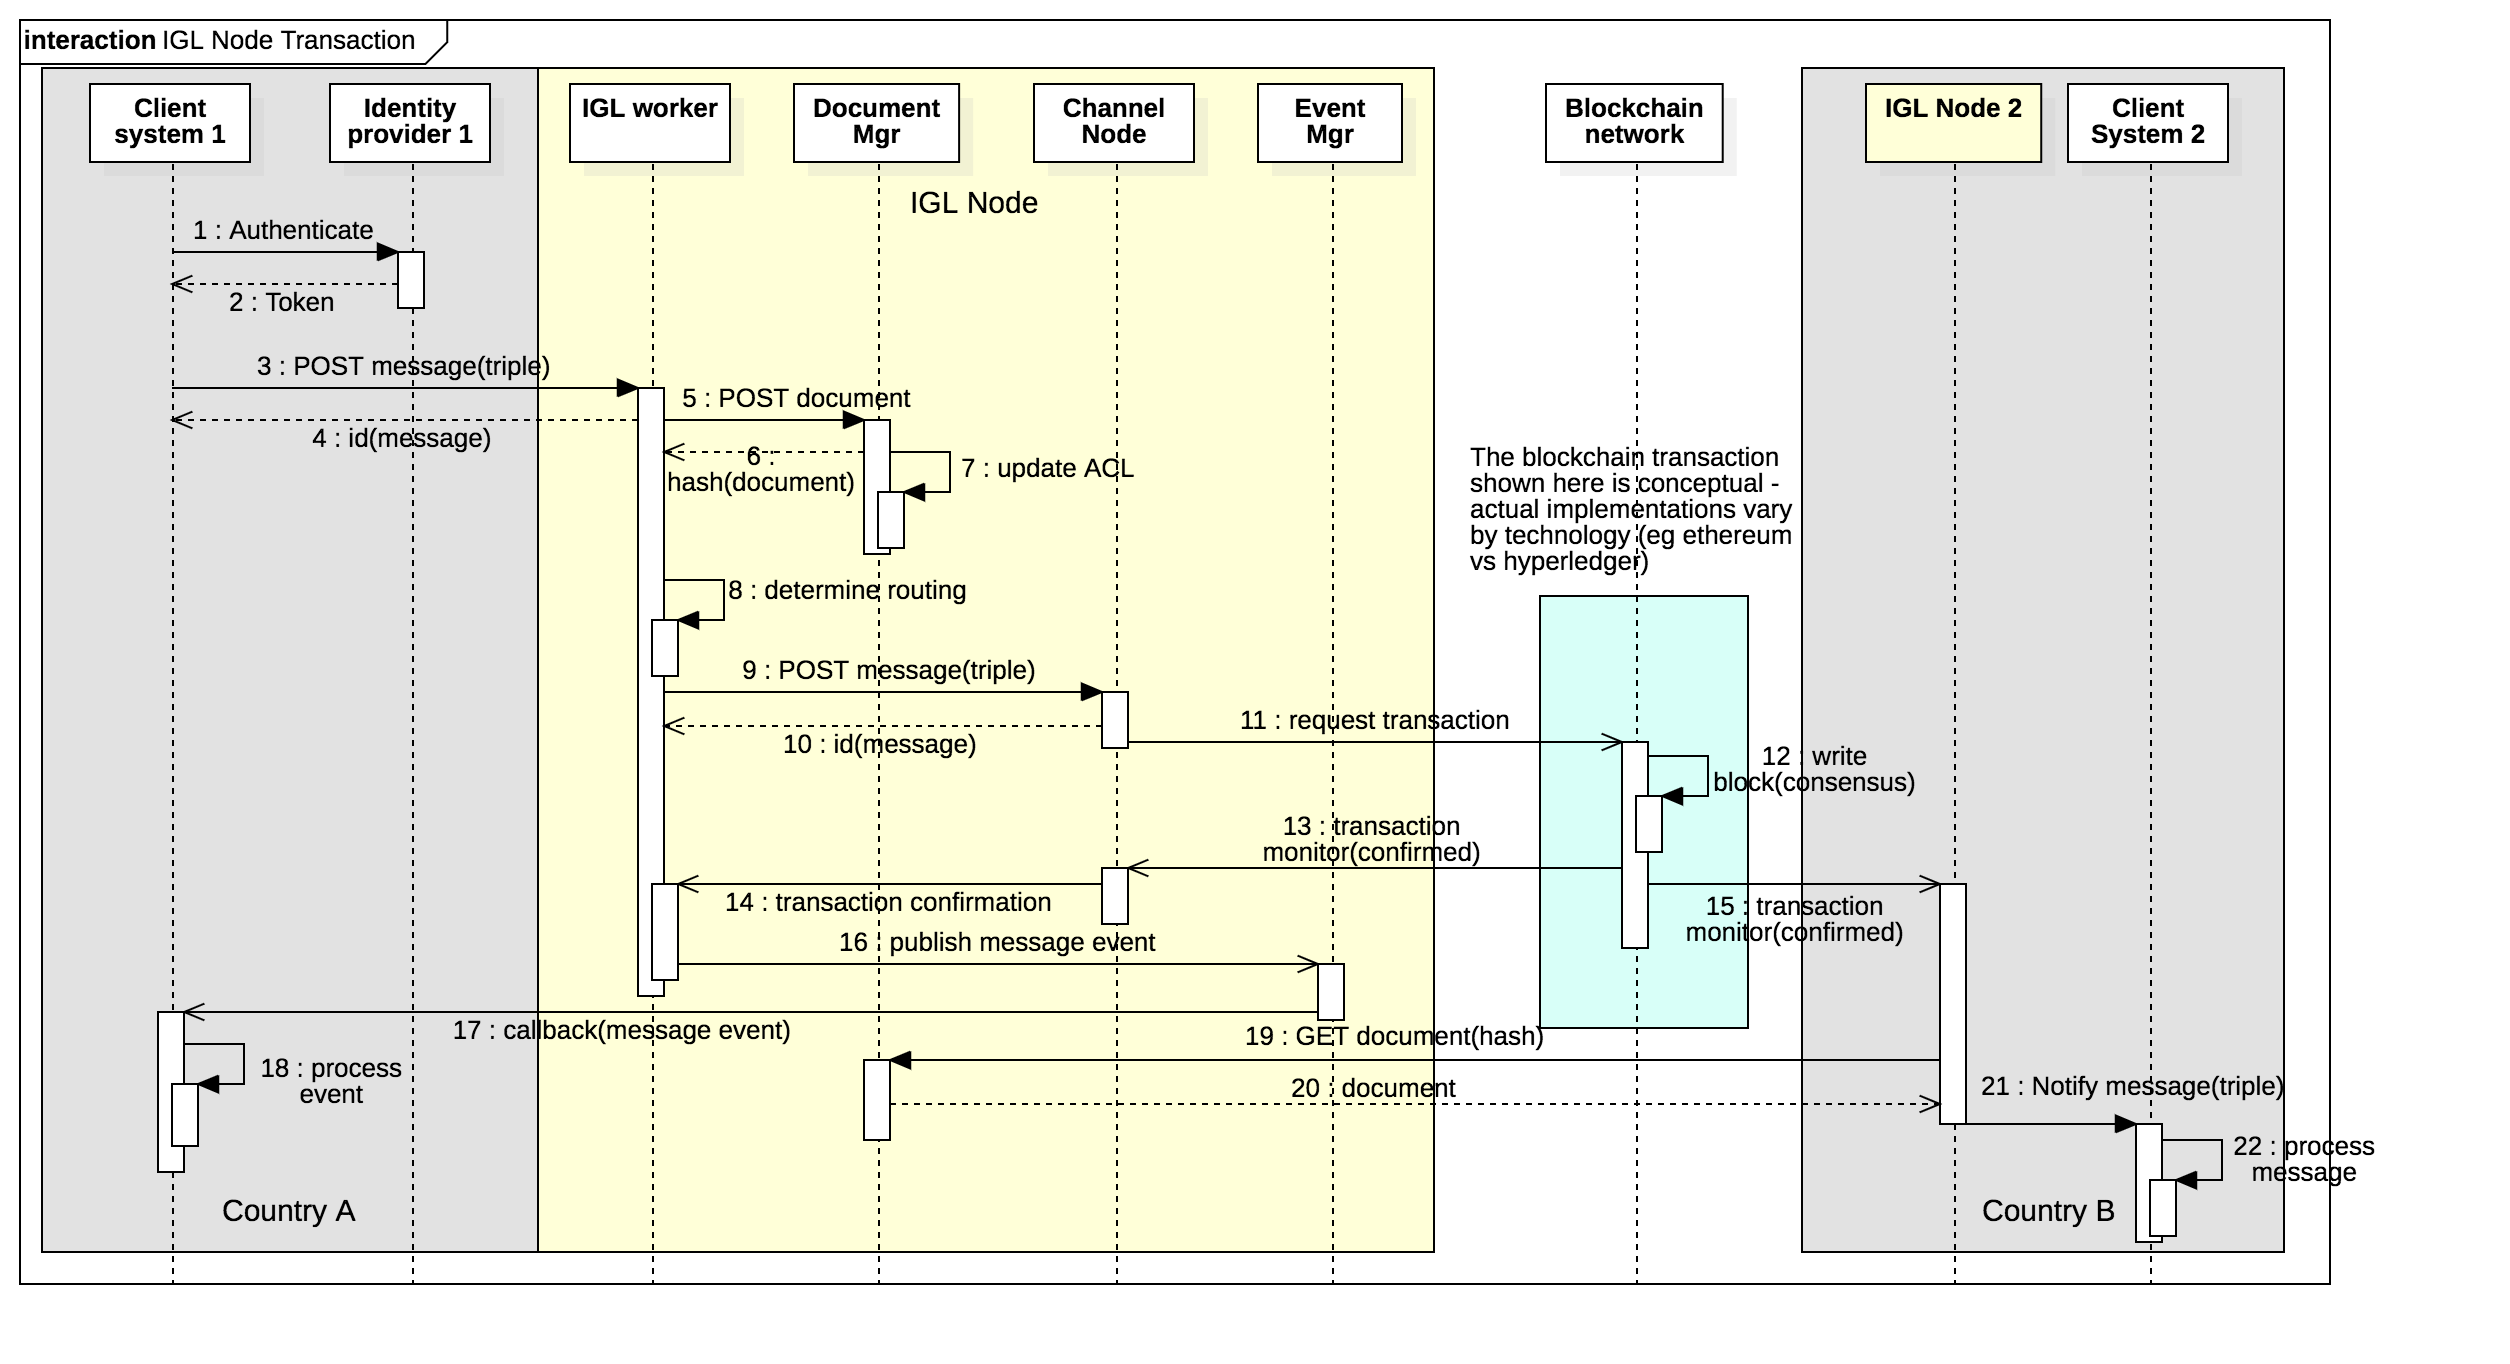 interaction IGL Node Transaction
Client
system 1
Identity
provider 1
IGL worker
Document
Mgr
Channel
Node
Event
Mgr
Blockchain
network
IGL Node 2
Client
System 2
IGL Node
1 : Authenticate
2 : Token
3 : POST message(triple)
4 : id(message)
5 : POST document
6 :
hash(document)
7 : update ACL
The blockchain transaction
shown here is conceptual -
actual implementations vary
by technology (eg ethereum
vs hyperledger)
8 : determine routing
9 : POST message(triple)
10 : id(message)
11 : request transaction
12 : write
block(consensus)
13 : transaction
monitor(confirmed)
14 : transaction confirmation
15 : transaction
monitor(confirmed)
16 : publish message event
17 : callback(message event)
18 : process
event
19 : GET document(hash)
20 : document
21 : Notify message(triple)
22 : process
message
Country A
Country B